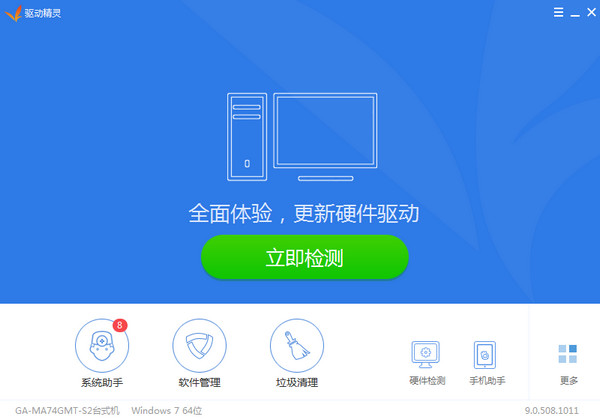 驱动精灵
全面体验，更新硬件驱动
立即检测
8
系统助手
软件管理
垃圾清理
硬件检测
手机助手
更多
GA-MA74GMT-S2台式机 Windows 7 64位
9.0.508.1011